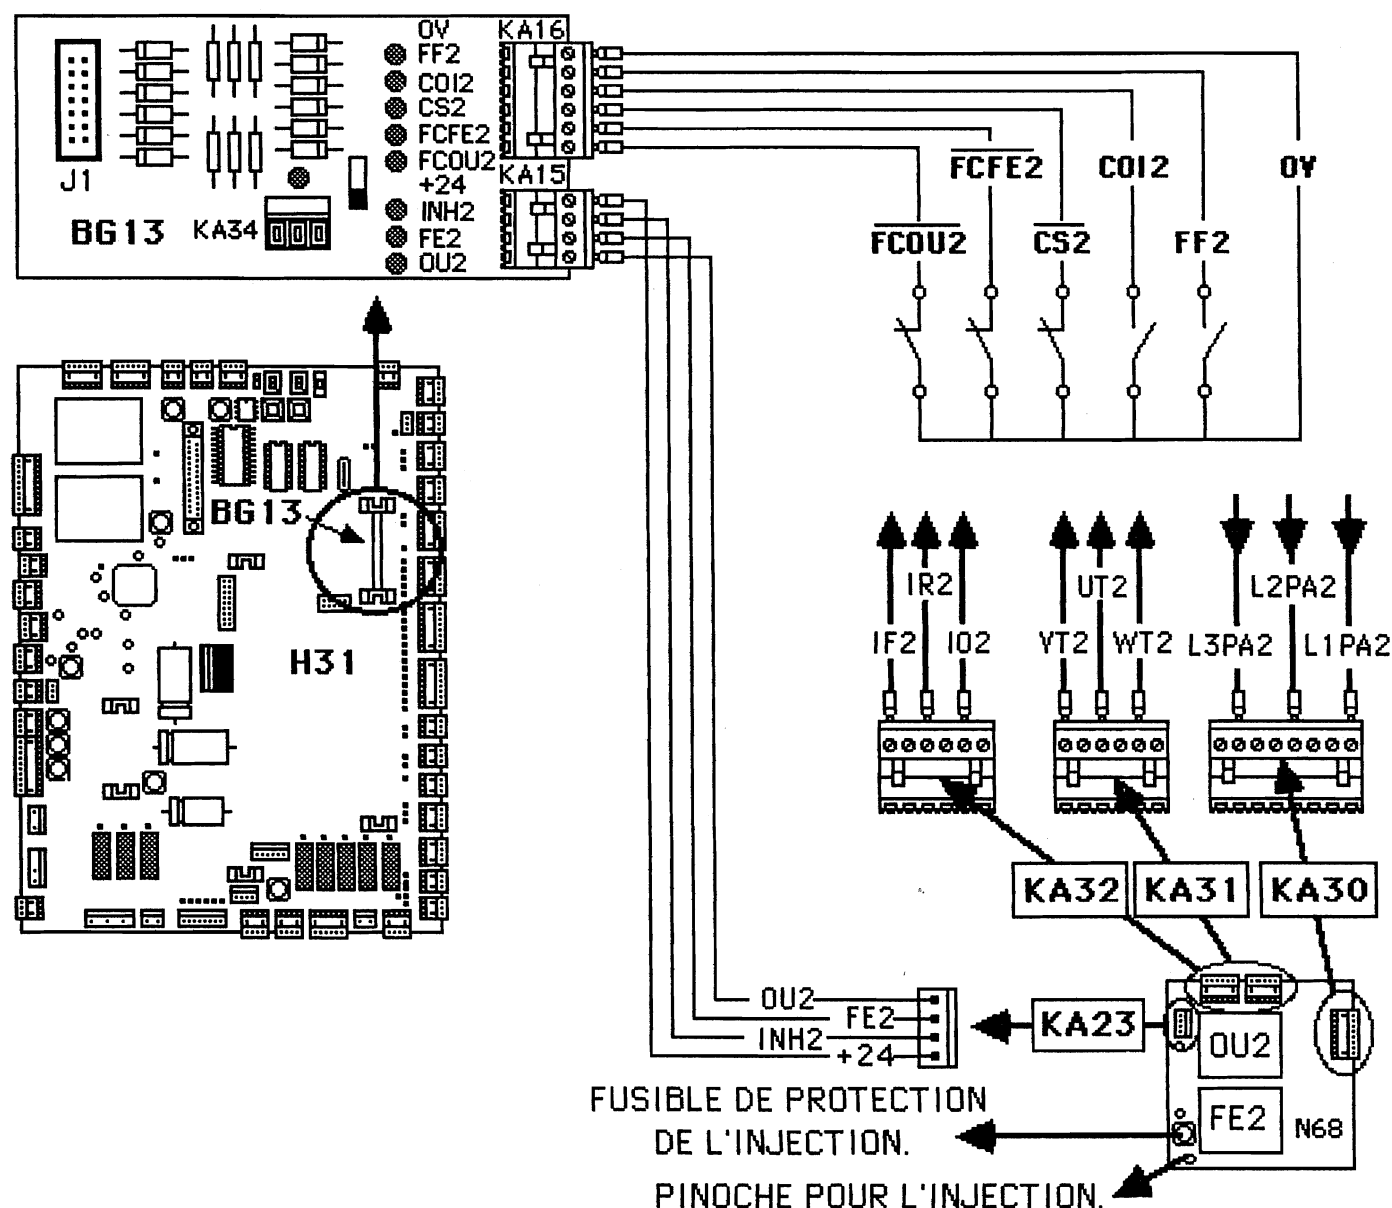 0V
KA16
FF2
COI2
CS2
FCFE2
FCOU2
+24
KA15
INH2
FE2
OU2
J1
BG13
KA34
FCFE2
COI2
0V
FCOU2
CS2
FF2
BG13
H31
IR2
IF2
IO2
UT2
VT2
WT2
L2PA2
L3PA2
L1PA2
KA32
KA31
KA30
OU2
FE2
INH2
+24
KA23
OU2
FE2
N68
FUSIBLE DE PROTECTION
DE L'INJECTION.
PINOCHE POUR L'INJECTION.